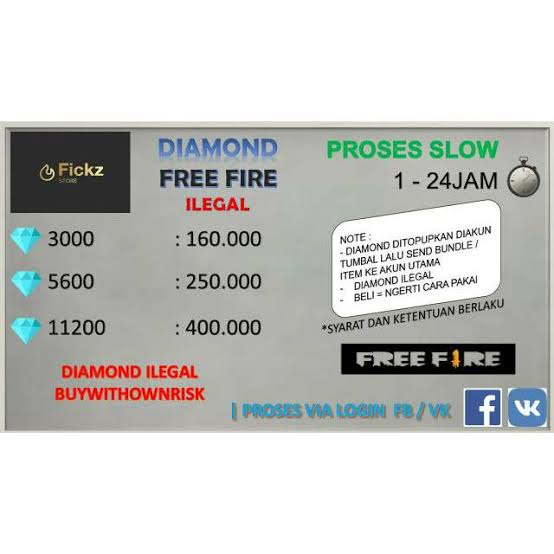 Fickz
STORE
DIAMOND
FREE FIRE
ILEGAL
PROSES SLOW
1 - 24JAM
3000 : 160.000
5600 : 250.000
11200 : 400.000
NOTE :
- DIAMOND DITOPUPKAN DIAKUN
TUMBAL LALU SEND BUNDLE /
ITEM KE AKUN UTAMA
- DIAMOND ILEGAL
- BELI = NGERTI CARA PAKAI
*SYARAT DAN KETENTUAN BERLAKU
FREE FIRE
DIAMOND ILEGAL
BUYWITHOWNRISK
| PROSES VIA LOGIN FB / VK